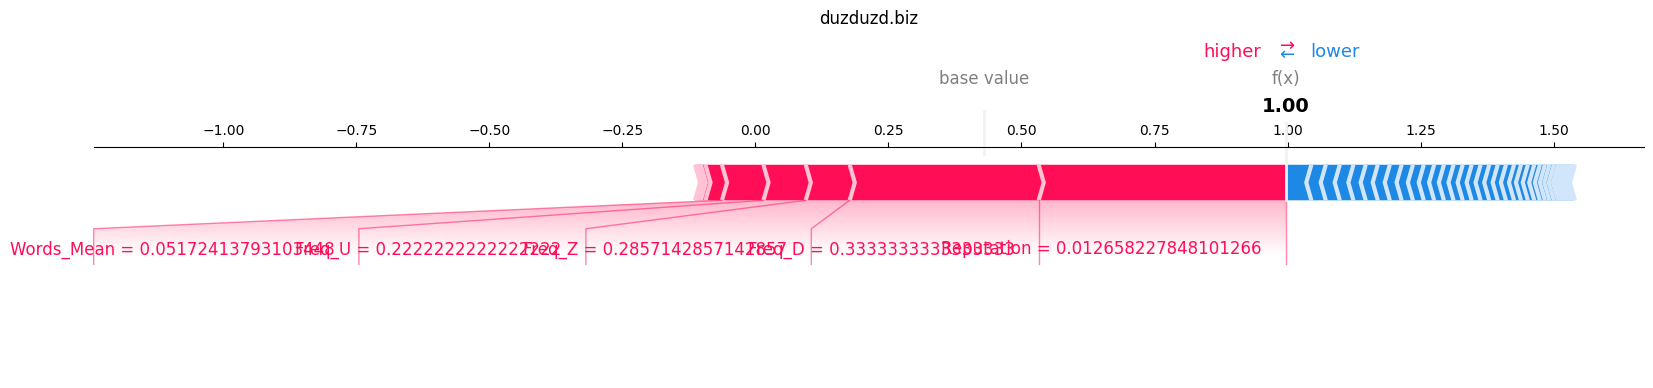 duzduzd.biz
higher ⇄ lower
base value f(x)
1.00
−1.00 −0.75 −0.50 −0.25 0.00 0.25 0.50 0.75 1.00 1.25 1.50
Words_Mean = 0.05172413793103448 Freq_U = 0.2222222222222222 Freq_Z = 0.2857142857142857 Freq_D = 0.3333333333333333 Reputation = 0.012658227848101266